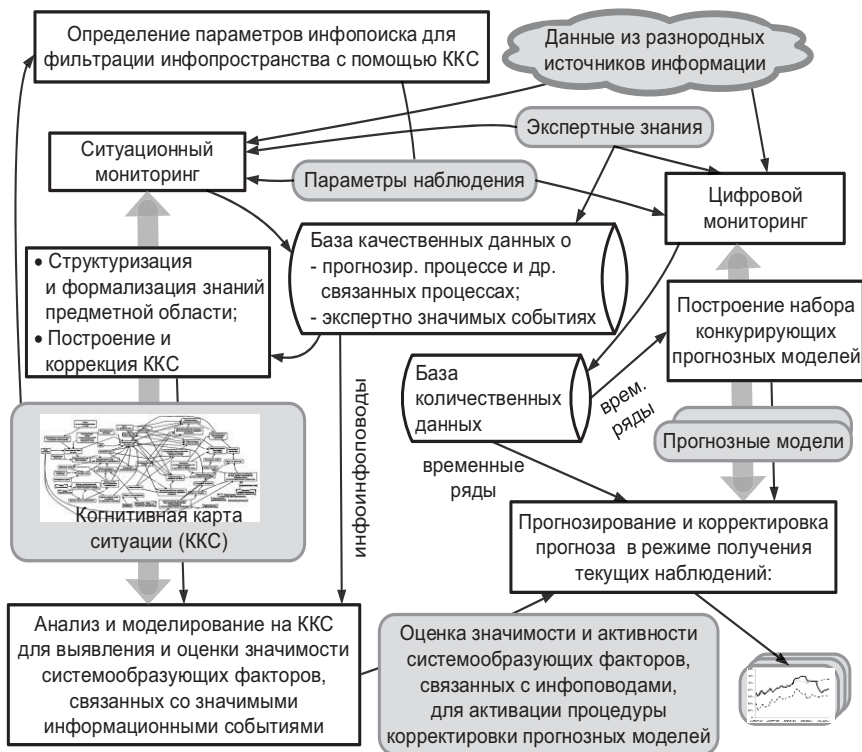 Определение параметров инфопоиска для
фильтрации инфопространства с помощью ККС
Данные из разнородных
источников информации
Экспертные знания
Ситуационный
мониторинг
Параметры наблюдения
Цифровой
мониторинг
База качественных данных о
- прогнозир. процессе и др.
связанных процессах;
- экспертно значимых событиях
• Структуризация
и формализация знаний
предметной области;
• Построение и
коррекция ККС
Построение набора
конкурирующих
прогнозных моделей
База
количественных
данных
врем.
ряды
Прогнозные модели
инфоинфоповоды
временные
ряды
Когнитивная карта
ситуации (ККС)
Прогнозирование и корректировка
прогноза в режиме получения
текущих наблюдений:
Анализ и моделирование на ККС
для выявления и оценки значимости
системообразующих факторов,
связанных со значимыми
информационными событиями
Оценка значимости и активности
системообразующих факторов,
связанных с инфоповодами,
для активации процедуры
корректировки прогнозных моделей